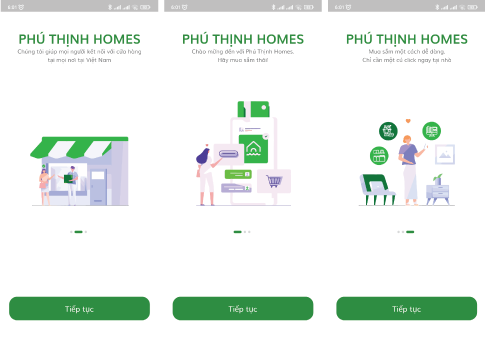 6:01
PHÚ THỊNH HOMES
Chúng tôi giúp mọi người kết nối với cửa hàng
tại mọi nơi tại Việt Nam
Tiếp tục
6:01
PHÚ THỊNH HOMES
Chào mừng đến với Phú Thịnh Homes.
Hãy mua sắm thôi!
Tiếp tục
6:01
PHÚ THỊNH HOMES
Mua sắm một cách dễ dàng.
Chỉ cần một cú click ngay tại nhà
Tiếp tục